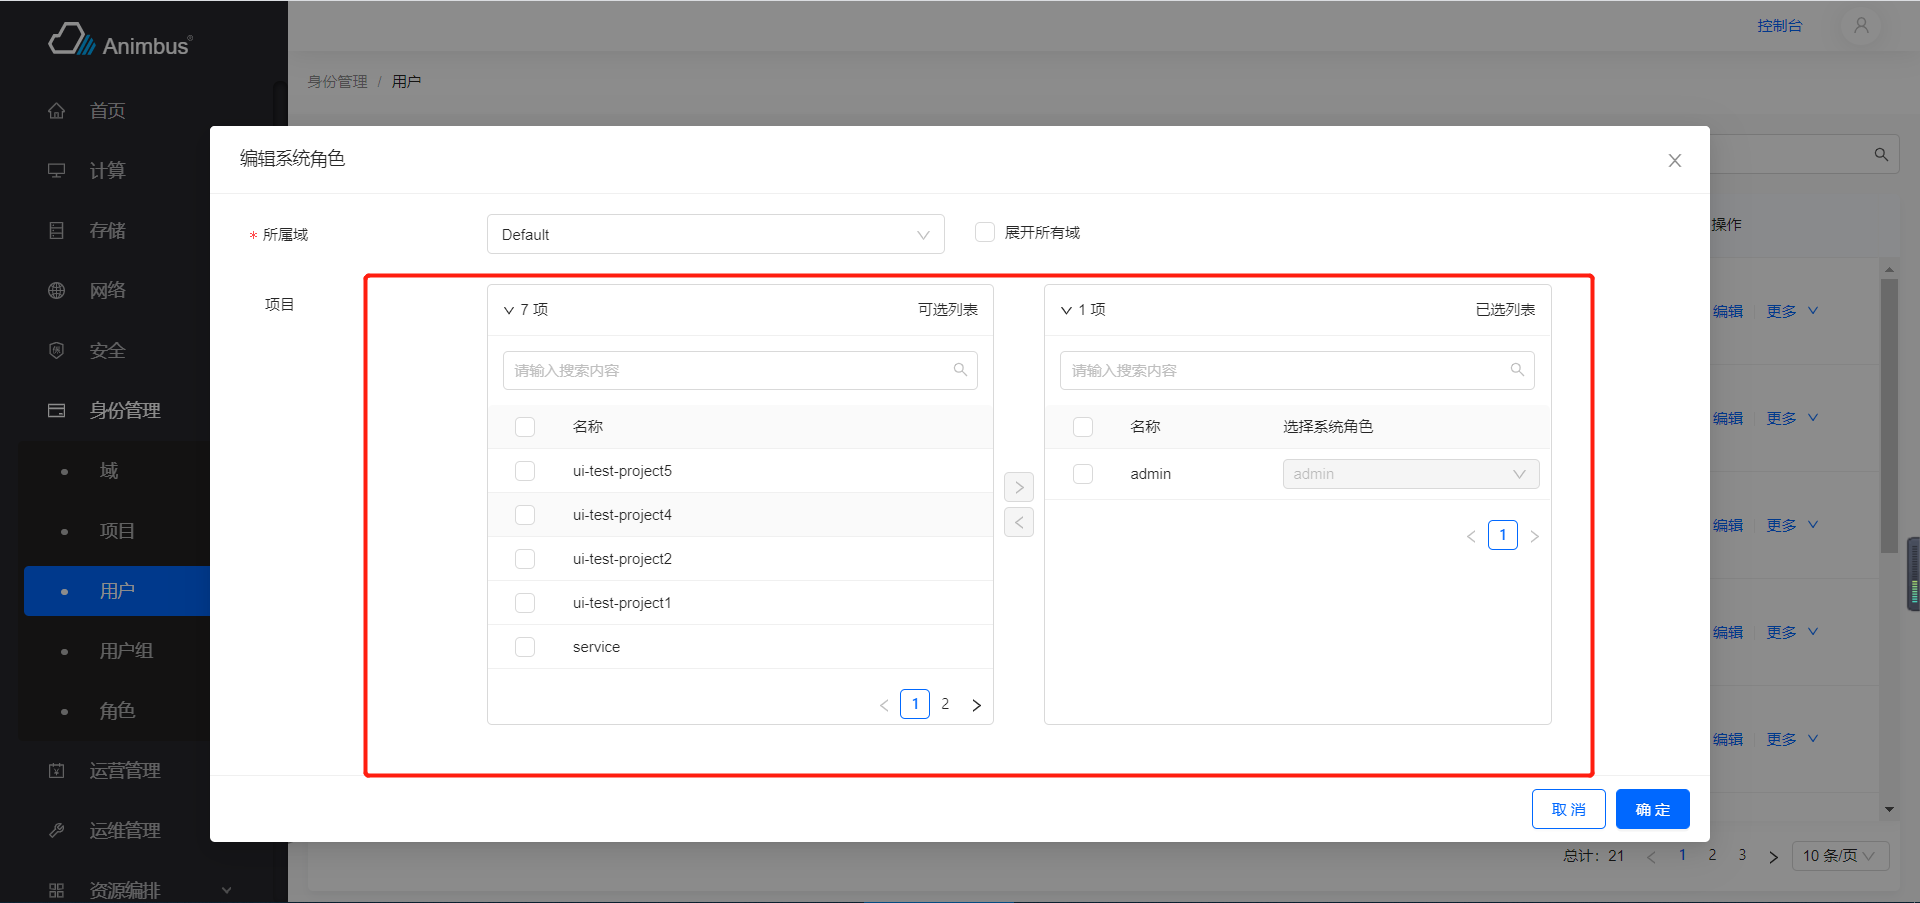 Animbus®
控制台
身份管理 / 用户
首页
计算
存储
网络
安全
身份管理
域
项目
用户
用户组
角色
运营管理
运维管理
资源编排
编辑系统角色
* 所属域
Default
展开所有域
项目
7 项
可选列表
请输入搜索内容
名称
ui-test-project5
ui-test-project4
ui-test-project2
ui-test-project1
service
1 2
1 项
已选列表
请输入搜索内容
名称 选择系统角色
admin admin
1
取 消
确 定
操作
编辑 更多
编辑 更多
编辑 更多
编辑 更多
编辑 更多
总计：21
1 2 3
10 条/页